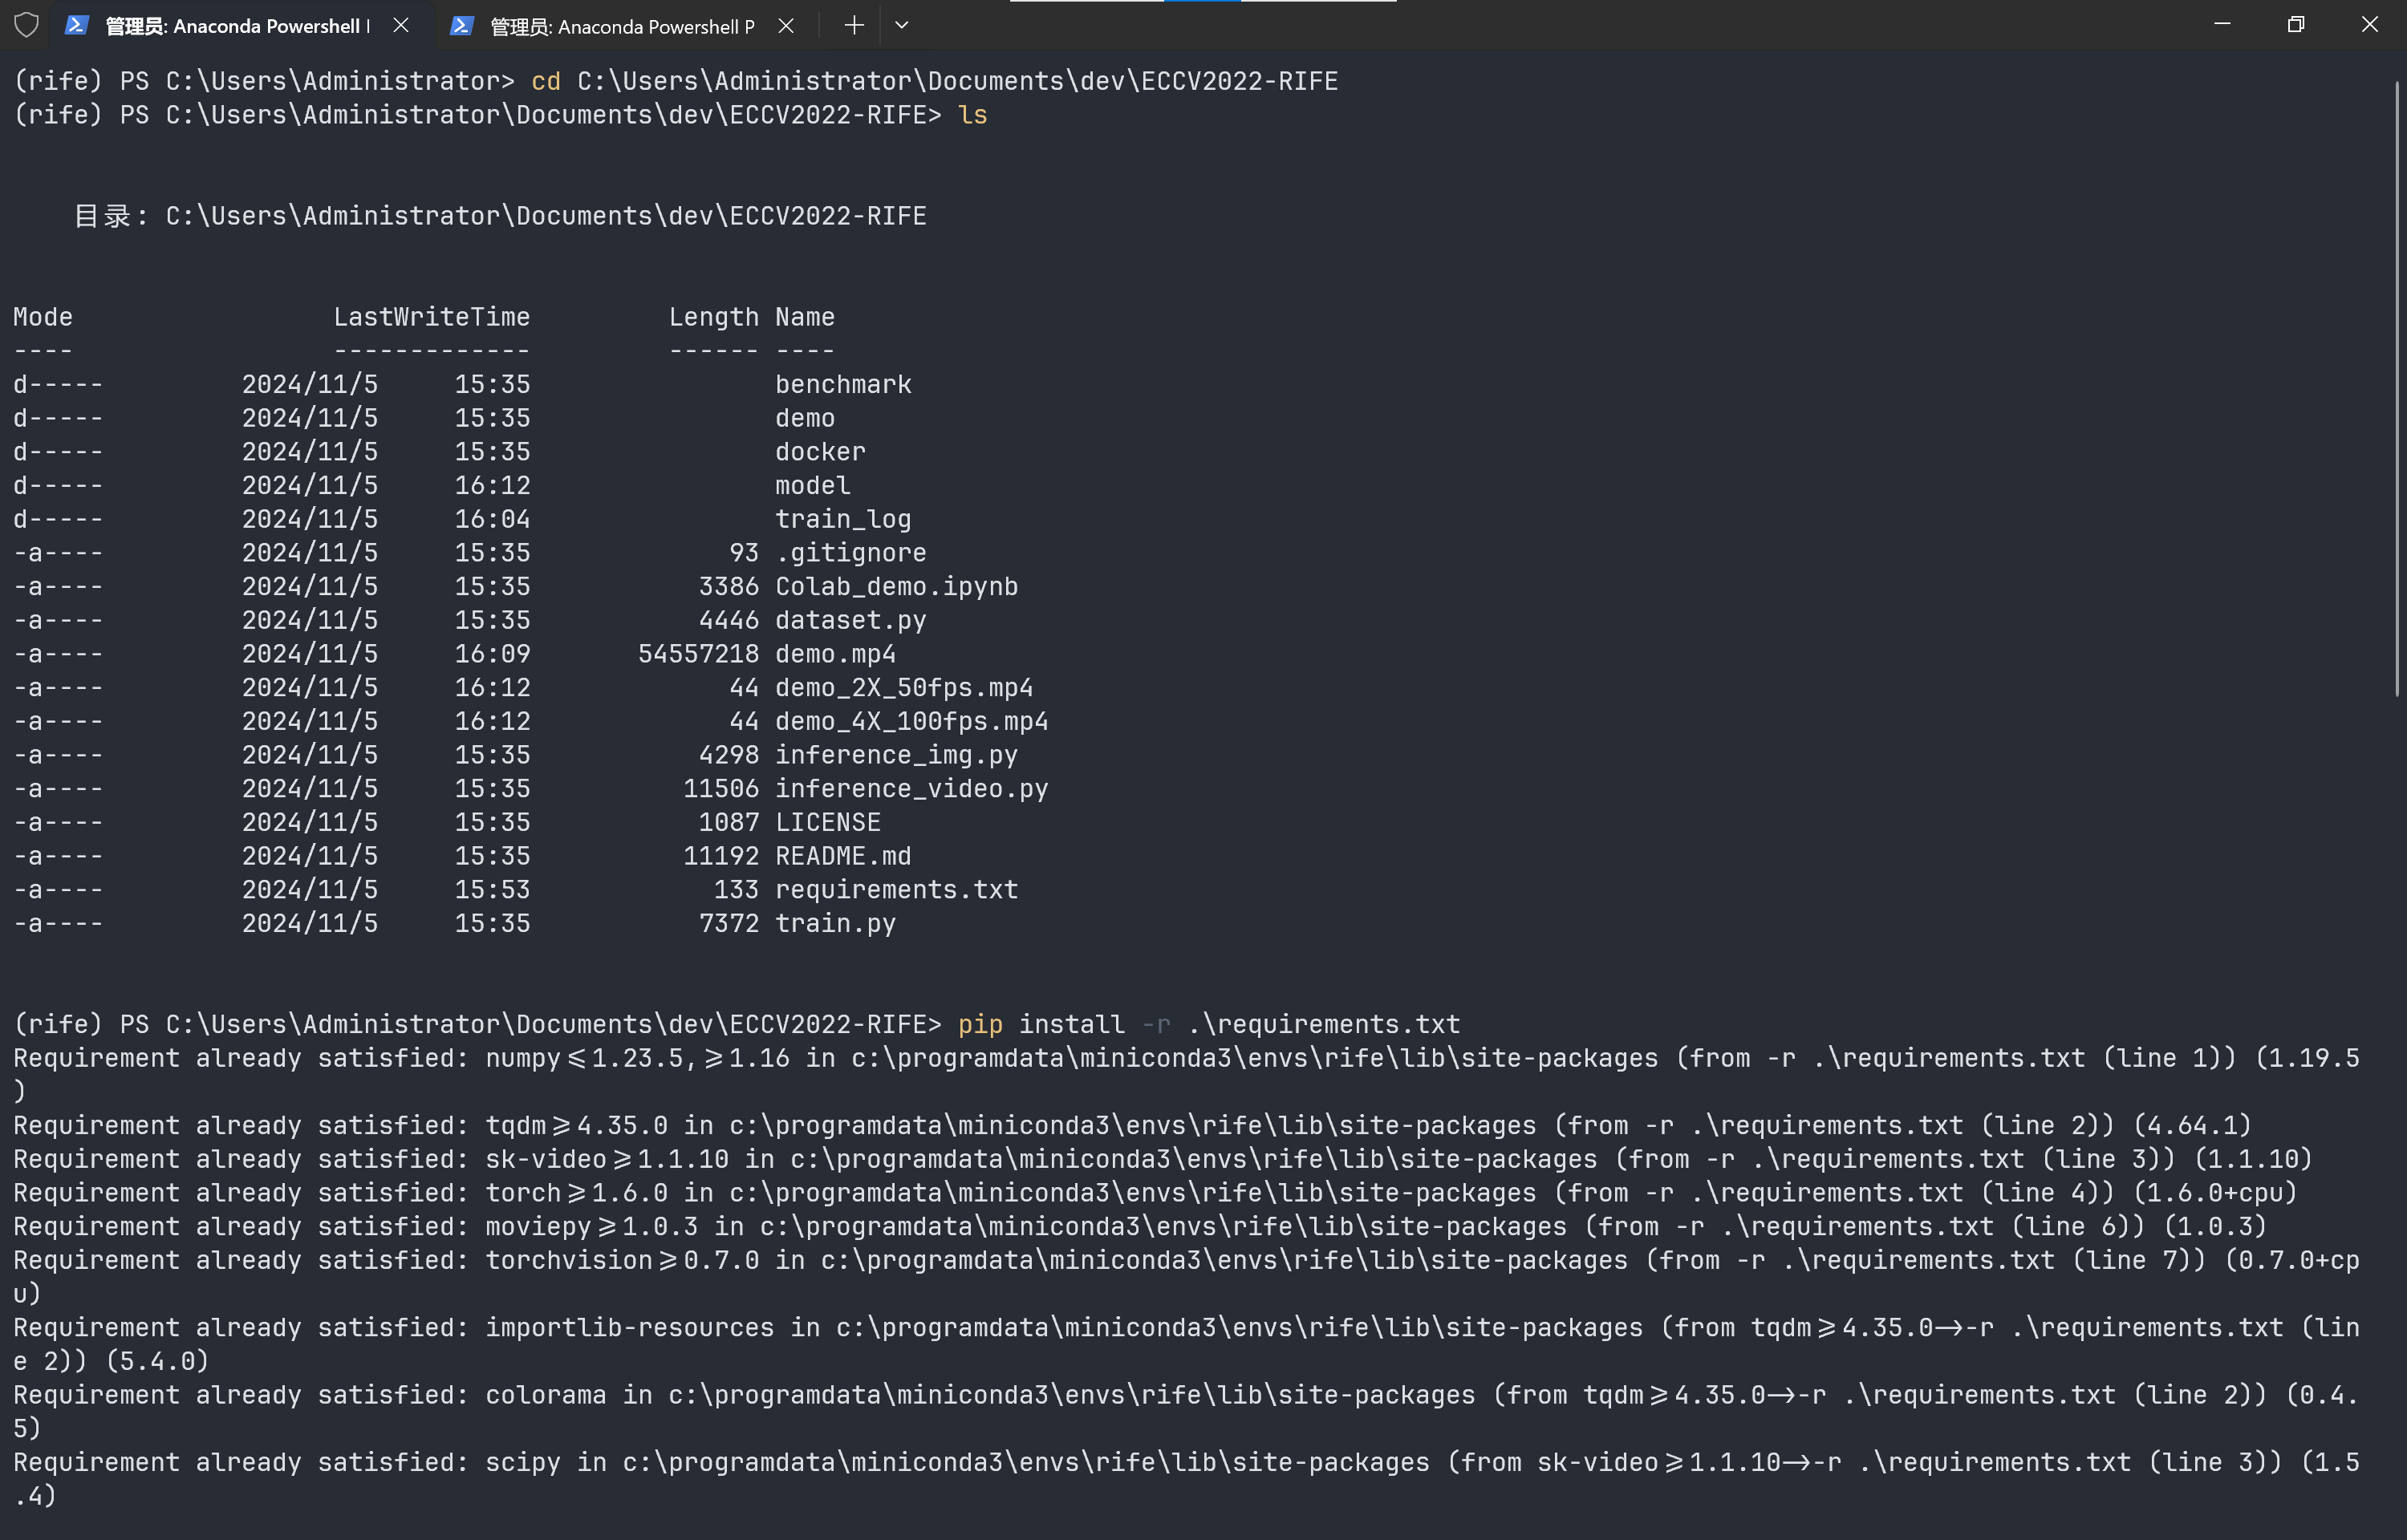 管理员: Anaconda Powershell
管理员: Anaconda Powershell P
(rife) PS C:\Users\Administrator> cd C:\Users\Administrator\Documents\dev\ECCV2022-RIFE
(rife) PS C:\Users\Administrator\Documents\dev\ECCV2022-RIFE> ls
目录: C:\Users\Administrator\Documents\dev\ECCV2022-RIFE
Mode LastWriteTime Length Name
---- ------------- ------ ----
d----- 2024/11/5 15:35 benchmark
d----- 2024/11/5 15:35 demo
d----- 2024/11/5 15:35 docker
d----- 2024/11/5 16:12 model
d----- 2024/11/5 16:04 train_log
-a---- 2024/11/5 15:35 93 .gitignore
-a---- 2024/11/5 15:35 3386 Colab_demo.ipynb
-a---- 2024/11/5 15:35 4446 dataset.py
-a---- 2024/11/5 16:09 54557218 demo.mp4
-a---- 2024/11/5 16:12 44 demo_2X_50fps.mp4
-a---- 2024/11/5 16:12 44 demo_4X_100fps.mp4
-a---- 2024/11/5 15:35 4298 inference_img.py
-a---- 2024/11/5 15:35 11506 inference_video.py
-a---- 2024/11/5 15:35 1087 LICENSE
-a---- 2024/11/5 15:35 11192 README.md
-a---- 2024/11/5 15:53 133 requirements.txt
-a---- 2024/11/5 15:35 7372 train.py
(rife) PS C:\Users\Administrator\Documents\dev\ECCV2022-RIFE> pip install -r .\requirements.txt
Requirement already satisfied: numpy≤1.23.5,≥1.16 in c:\programdata\miniconda3\envs\rife\lib\site-packages (from -r .\requirements.txt (line 1)) (1.19.5
)
Requirement already satisfied: tqdm≥4.35.0 in c:\programdata\miniconda3\envs\rife\lib\site-packages (from -r .\requirements.txt (line 2)) (4.64.1)
Requirement already satisfied: sk-video≥1.1.10 in c:\programdata\miniconda3\envs\rife\lib\site-packages (from -r .\requirements.txt (line 3)) (1.1.10)
Requirement already satisfied: torch≥1.6.0 in c:\programdata\miniconda3\envs\rife\lib\site-packages (from -r .\requirements.txt (line 4)) (1.6.0+cpu)
Requirement already satisfied: moviepy≥1.0.3 in c:\programdata\miniconda3\envs\rife\lib\site-packages (from -r .\requirements.txt (line 6)) (1.0.3)
Requirement already satisfied: torchvision≥0.7.0 in c:\programdata\miniconda3\envs\rife\lib\site-packages (from -r .\requirements.txt (line 7)) (0.7.0+cp
u)
Requirement already satisfied: importlib-resources in c:\programdata\miniconda3\envs\rife\lib\site-packages (from tqdm≥4.35.0→-r .\requirements.txt (lin
e 2)) (5.4.0)
Requirement already satisfied: colorama in c:\programdata\miniconda3\envs\rife\lib\site-packages (from tqdm≥4.35.0→-r .\requirements.txt (line 2)) (0.4.
5)
Requirement already satisfied: scipy in c:\programdata\miniconda3\envs\rife\lib\site-packages (from sk-video≥1.1.10→-r .\requirements.txt (line 3)) (1.5
.4)